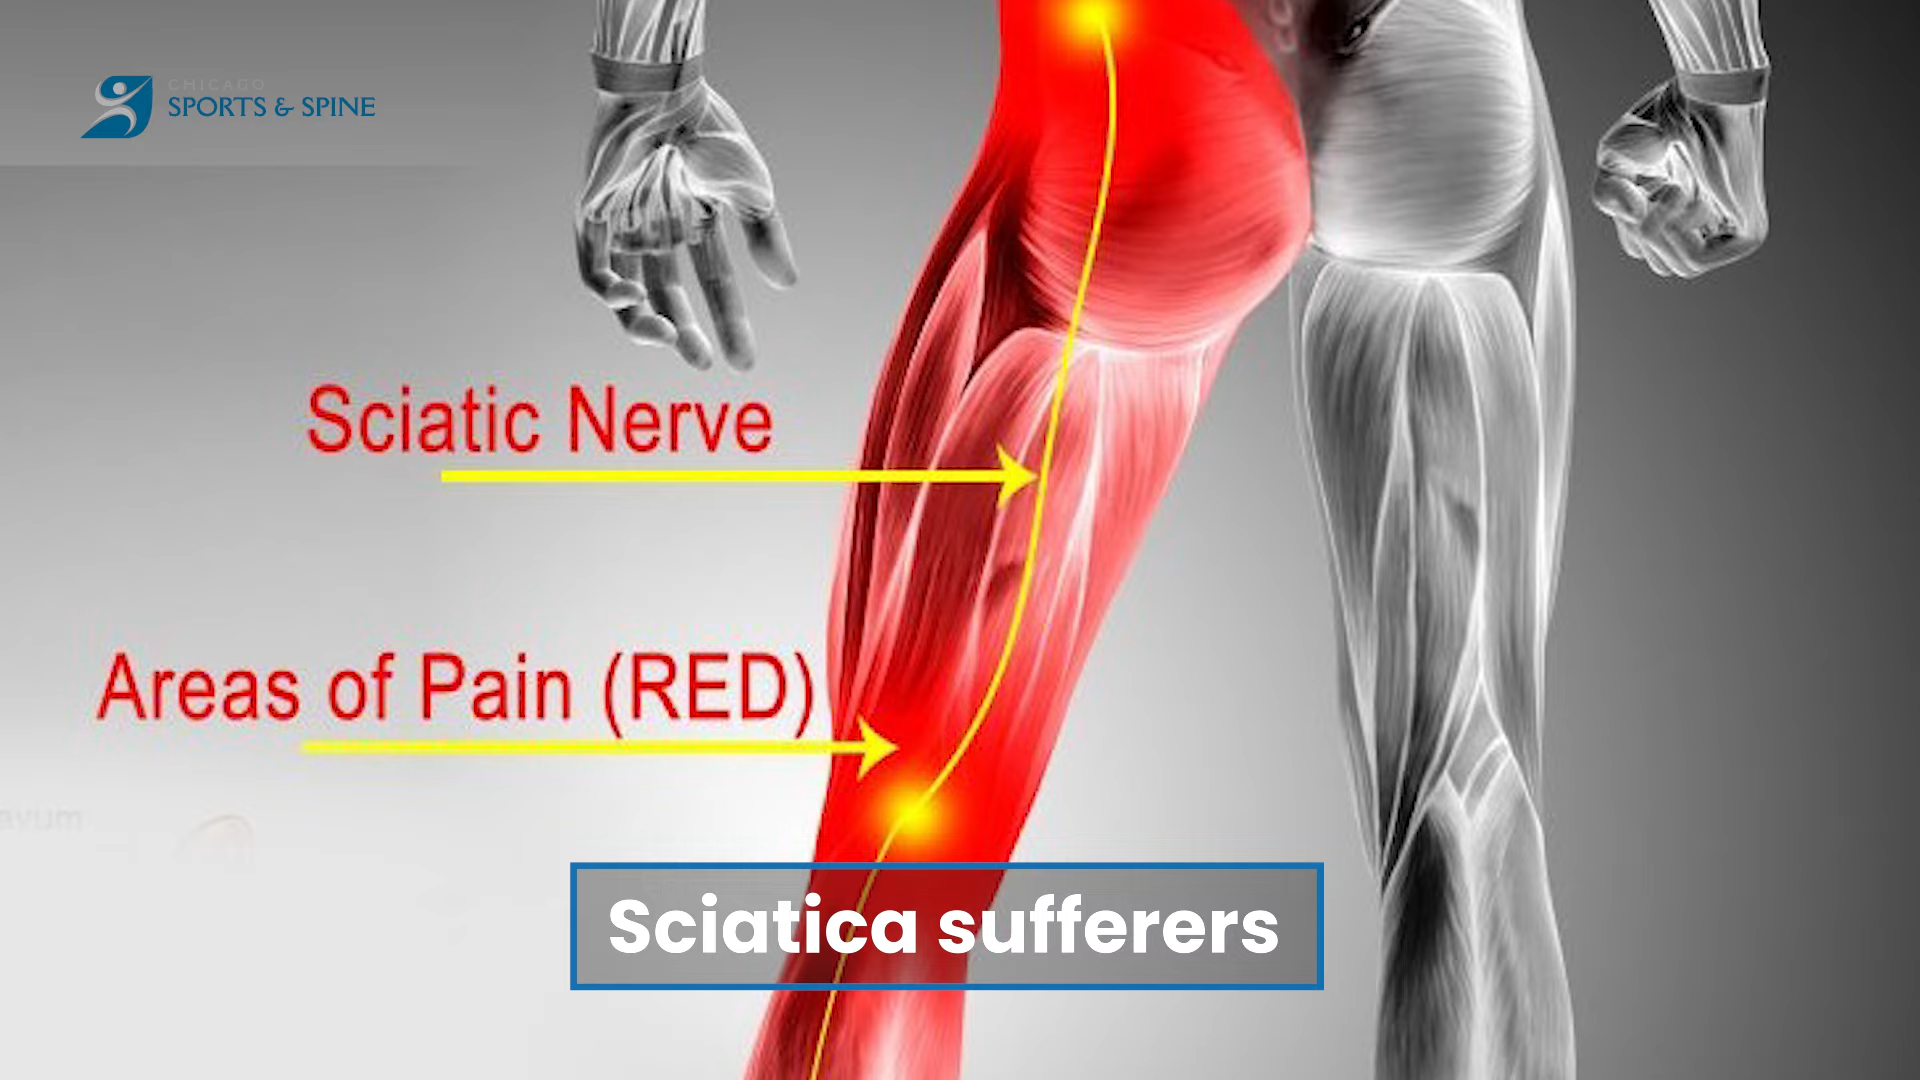 CHICAGO
SPORTS & SPINE
Sciatic Nerve
Areas of Pain (RED)
Sciatica sufferers